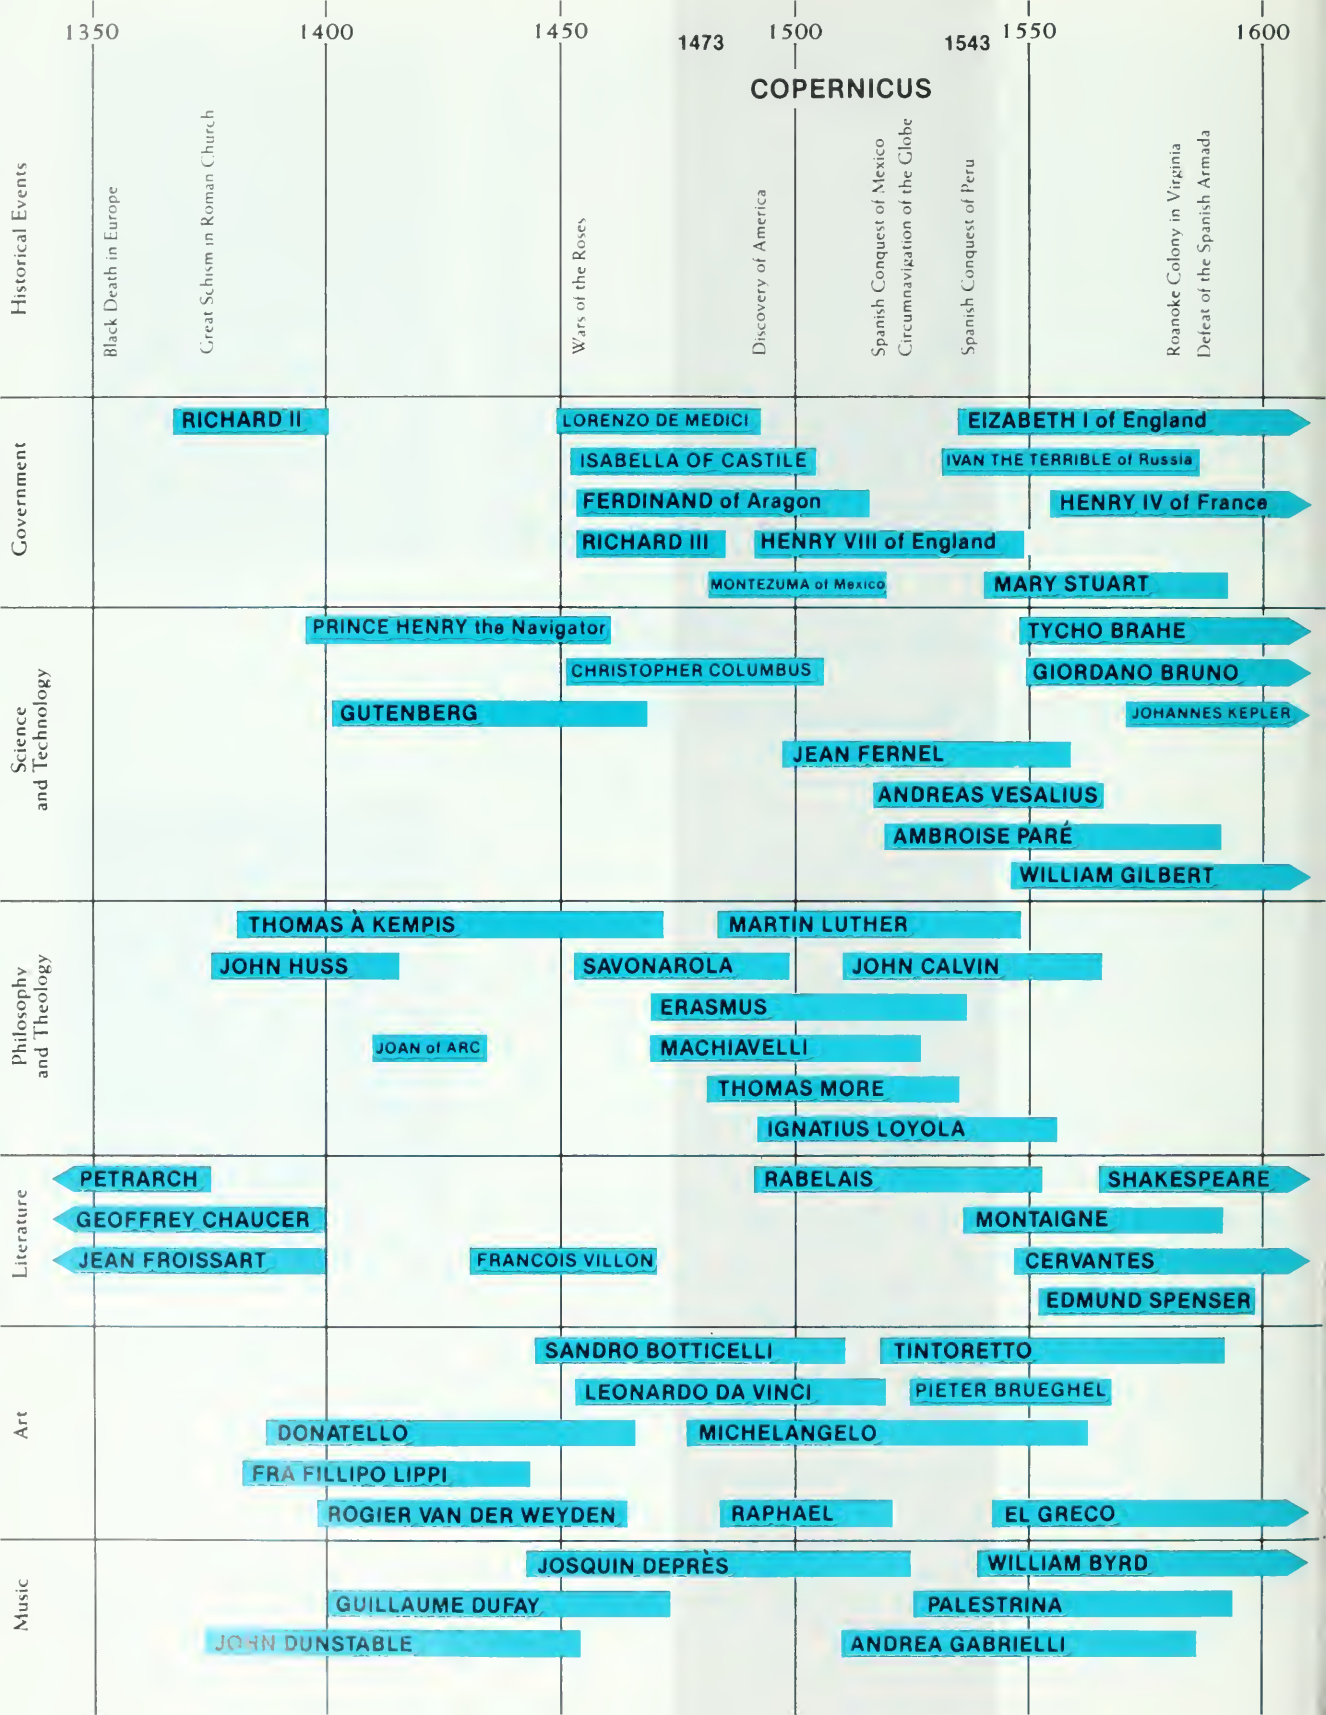 1350 1400 1450 1473 1500 1543 1550 1600
COPERNICUS
Historical Events
Black Death in Europe
Great Schism in Roman Church
Wars of the Roses
Discovery of America
Spanish Conquest of Mexico
Circumnavigation of the Globe
Spanish Conquest of Peru
Roanoke Colony in Virginia
Defeat of the Spanish Armada
Government
RICHARD II LORENZO DE MEDICI EIZABETH I of England
ISABELLA OF CASTILE IVAN THE TERRIBLE of Russia
FERDINAND of Aragon HENRY IV of France
RICHARD III HENRY VIII of England
MONTEZUMA of Mexico MARY STUART
Science
and Technology
PRINCE HENRY the Navigator TYCHO BRAHE
CHRISTOPHER COLUMBUS GIORDANO BRUNO
GUTENBERG JOHANNES KEPLER
JEAN FERNEL
ANDREAS VESALIUS
AMBROISE PARÉ
WILLIAM GILBERT
Philosophy
and Theology
THOMAS À KEMPIS MARTIN LUTHER
JOHN HUSS SAVONAROLA JOHN CALVIN
ERASMUS
JOAN of ARC MACHIAVELLI
THOMAS MORE
IGNATIUS LOYOLA
Literature
PETRARCH RABELAIS SHAKESPEARE
GEOFFREY CHAUCER MONTAIGNE
JEAN FROISSART FRANCOIS VILLON CERVANTES
EDMUND SPENSER
Art
SANDRO BOTTICELLI TINTORETTO
LEONARDO DA VINCI PIETER BRUEGHEL
DONATELLO MICHELANGELO
FRA FILLIPO LIPPI
ROGIER VAN DER WEYDEN RAPHAEL EL GRECO
Music
JOSQUIN DEPRÈS WILLIAM BYRD
GUILLAUME DUFAY PALESTRINA
JOHN DUNSTABLE ANDREA GABRIELLI